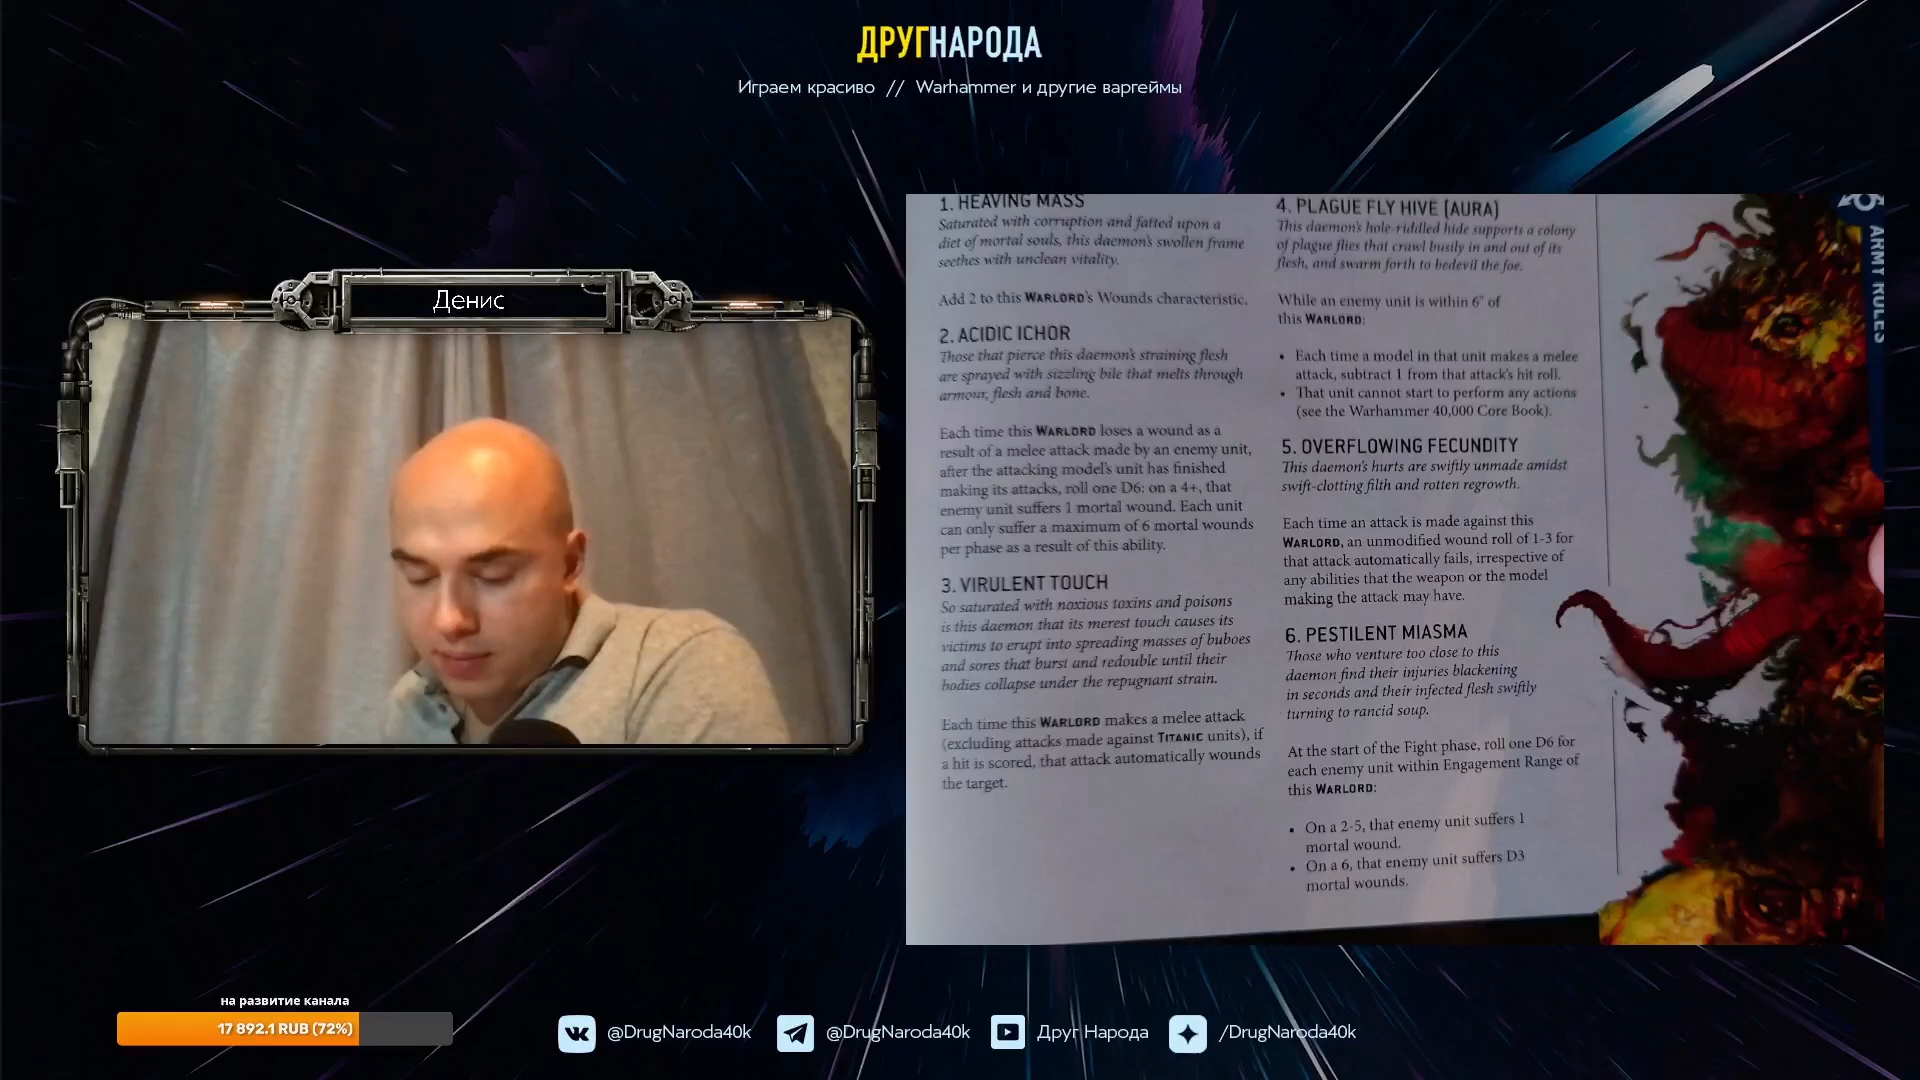 ДРУГНАРОДА
Играем красиво // Warhammer и другие варгеймы
Денис
1. HEAVING MASS
Saturated with corruption and fatted upon a
diet of mortal souls, this daemon's swollen frame
seethes with unclean vitality.
Add 2 to this WARLORD's Wounds characteristic.
2. ACIDIC ICHOR
Those that pierce this daemon's straining flesh
are sprayed with sizzling bile that melts through
armour, flesh and bone.
Each time this WARLORD loses a wound as a
result of a melee attack made by an enemy unit,
after the attacking model's unit has finished
making its attacks, roll one D6: on a 4+, that
enemy unit suffers 1 mortal wound. Each unit
can only suffer a maximum of 6 mortal wounds
per phase as a result of this ability.
3. VIRULENT TOUCH
So saturated with noxious toxins and poisons
is this daemon that its merest touch causes its
victims to erupt into spreading masses of buboes
and sores that burst and redouble until their
bodies collapse under the repugnant strain.
Each time this WARLORD makes a melee attack
(excluding attacks made against TITANIC units), if
a hit is scored, that attack automatically wounds
the target.
4. PLAGUE FLY HIVE (AURA)
This daemon's hole-riddled hide supports a colony
of plague flies that crawl busily in and out of its
flesh, and swarm forth to bedevil the foe.
While an enemy unit is within 6" of
this WARLORD:
• Each time a model in that unit makes a melee
attack, subtract 1 from that attack's hit roll.
• That unit cannot start to perform any actions
(see the Warhammer 40,000 Core Book).
5. OVERFLOWING FECUNDITY
This daemon's hurts are swiftly unmade amidst
swift-clotting filth and rotten regrowth.
Each time an attack is made against this
WARLORD, an unmodified wound roll of 1-3 for
that attack automatically fails, irrespective of
any abilities that the weapon or the model
making the attack may have.
6. PESTILENT MIASMA
Those who venture too close to this
daemon find their injuries blackening
in seconds and their infected flesh swiftly
turning to rancid soup.
At the start of the Fight phase, roll one D6 for
each enemy unit within Engagement Range of
this WARLORD:
• On a 2-5, that enemy unit suffers 1
mortal wound.
• On a 6, that enemy unit suffers D3
mortal wounds.
ARMY RULES
на развитие канала
17 892.1 RUB (72%)
@DrugNaroda40k
@DrugNaroda40k
Друг Народа
/DrugNaroda40k